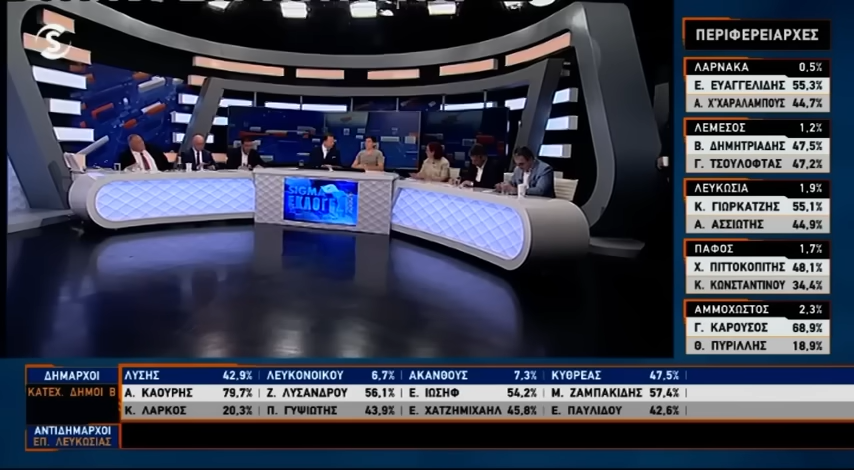 S
ΠΕΡΙΦΕΡΕΙΑΡΧΕΣ
ΛΑΡΝΑΚΑ 0,5%
Ε. ΕΥΑΓΓΕΛΙΔΗΣ 55,3%
Α. Χ"ΧΑΡΑΛΑΜΠΟΥΣ 44,7%
ΛΕΜΕΣΟΣ 1,2%
Β. ΔΗΜΗΤΡΙΑΔΗΣ 47,5%
Γ. ΤΣΟΥΛΟΦΤΑΣ 47,2%
ΛΕΥΚΩΣΙΑ 1,9%
Κ. ΓΙΩΡΚΑΤΖΗΣ 55,1%
Α. ΑΣΣΙΩΤΗΣ 44,9%
ΠΑΦΟΣ 1,7%
Χ. ΠΙΤΤΟΚΟΠΙΤΗΣ 48,1%
Κ. ΚΩΝΣΤΑΝΤΙΝΟΥ 34,4%
ΑΜΜΟΧΩΣΤΟΣ 2,3%
Γ. ΚΑΡΟΥΣΟΣ 68,9%
Θ. ΠΥΡΙΛΛΗΣ 18,9%
SIGMA
ΕΚΛΟΓΕΣ
ΔΗΜΑΡΧΟΙ ΛΥΣΗΣ 42,9% | ΛΕΥΚΟΝΟΙΚΟΥ 6,7% | ΑΚΑΝΘΟΥΣ 7,3% | ΚΥΘΡΕΑΣ 47,5% |
ΚΑΤΕΧ. ΔΗΜΟΙ Β Α. ΚΑΟΥΡΗΣ 79,7% | Ζ. ΛΥΣΑΝΔΡΟΥ 56,1% | Ε. ΙΩΣΗΦ 54,2% | Μ. ΖΑΜΠΑΚΙΔΗΣ 57,4% |
Κ. ΛΑΡΚΟΣ 20,3% | Π. ΓΥΨΙΩΤΗΣ 43,9% | Ε. ΧΑΤΖΗΜΙΧΑΗΛ 45,8% | Ε. ΠΑΥΛΙΔΟΥ 42,6% |
ΑΝΤΙΔΗΜΑΡΧΟΙ
ΕΠ. ΛΕΥΚΩΣΙΑΣ